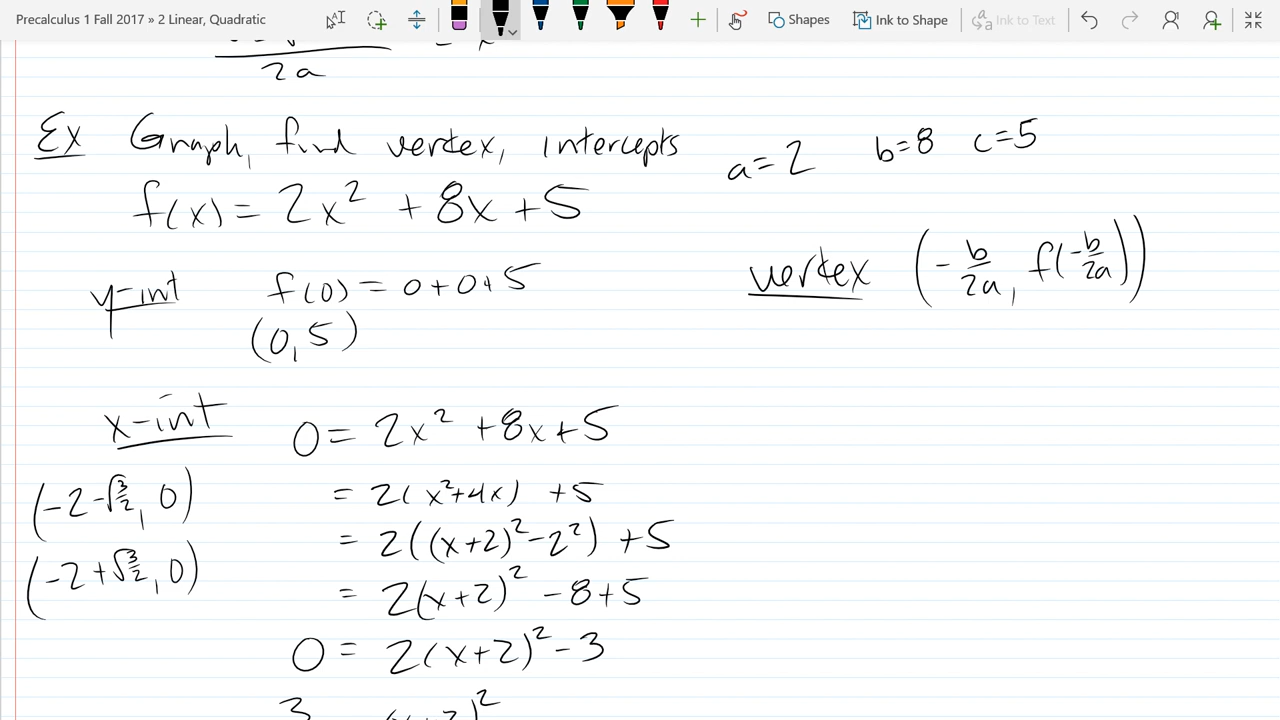 Precalculus 1 Fall 2017 » 2 Linear, Quadratic
Shapes
Ink to Shape
Ink to Text
2a
Ex Graph, find vertex, intercepts
f(x) = 2x² + 8x + 5
a=2 b=8 c=5
y-int f(0) = 0+0+5
(0,5)
vertex (-b/2a, f(-b/2a))
x-int 0 = 2x² +8x+5
(-2-√3/2, 0)
(-2+√3/2, 0)
= 2(x²+4x) +5
= 2((x+2)²-2²) +5
= 2(x+2)² -8+5
0 = 2(x+2)²-3